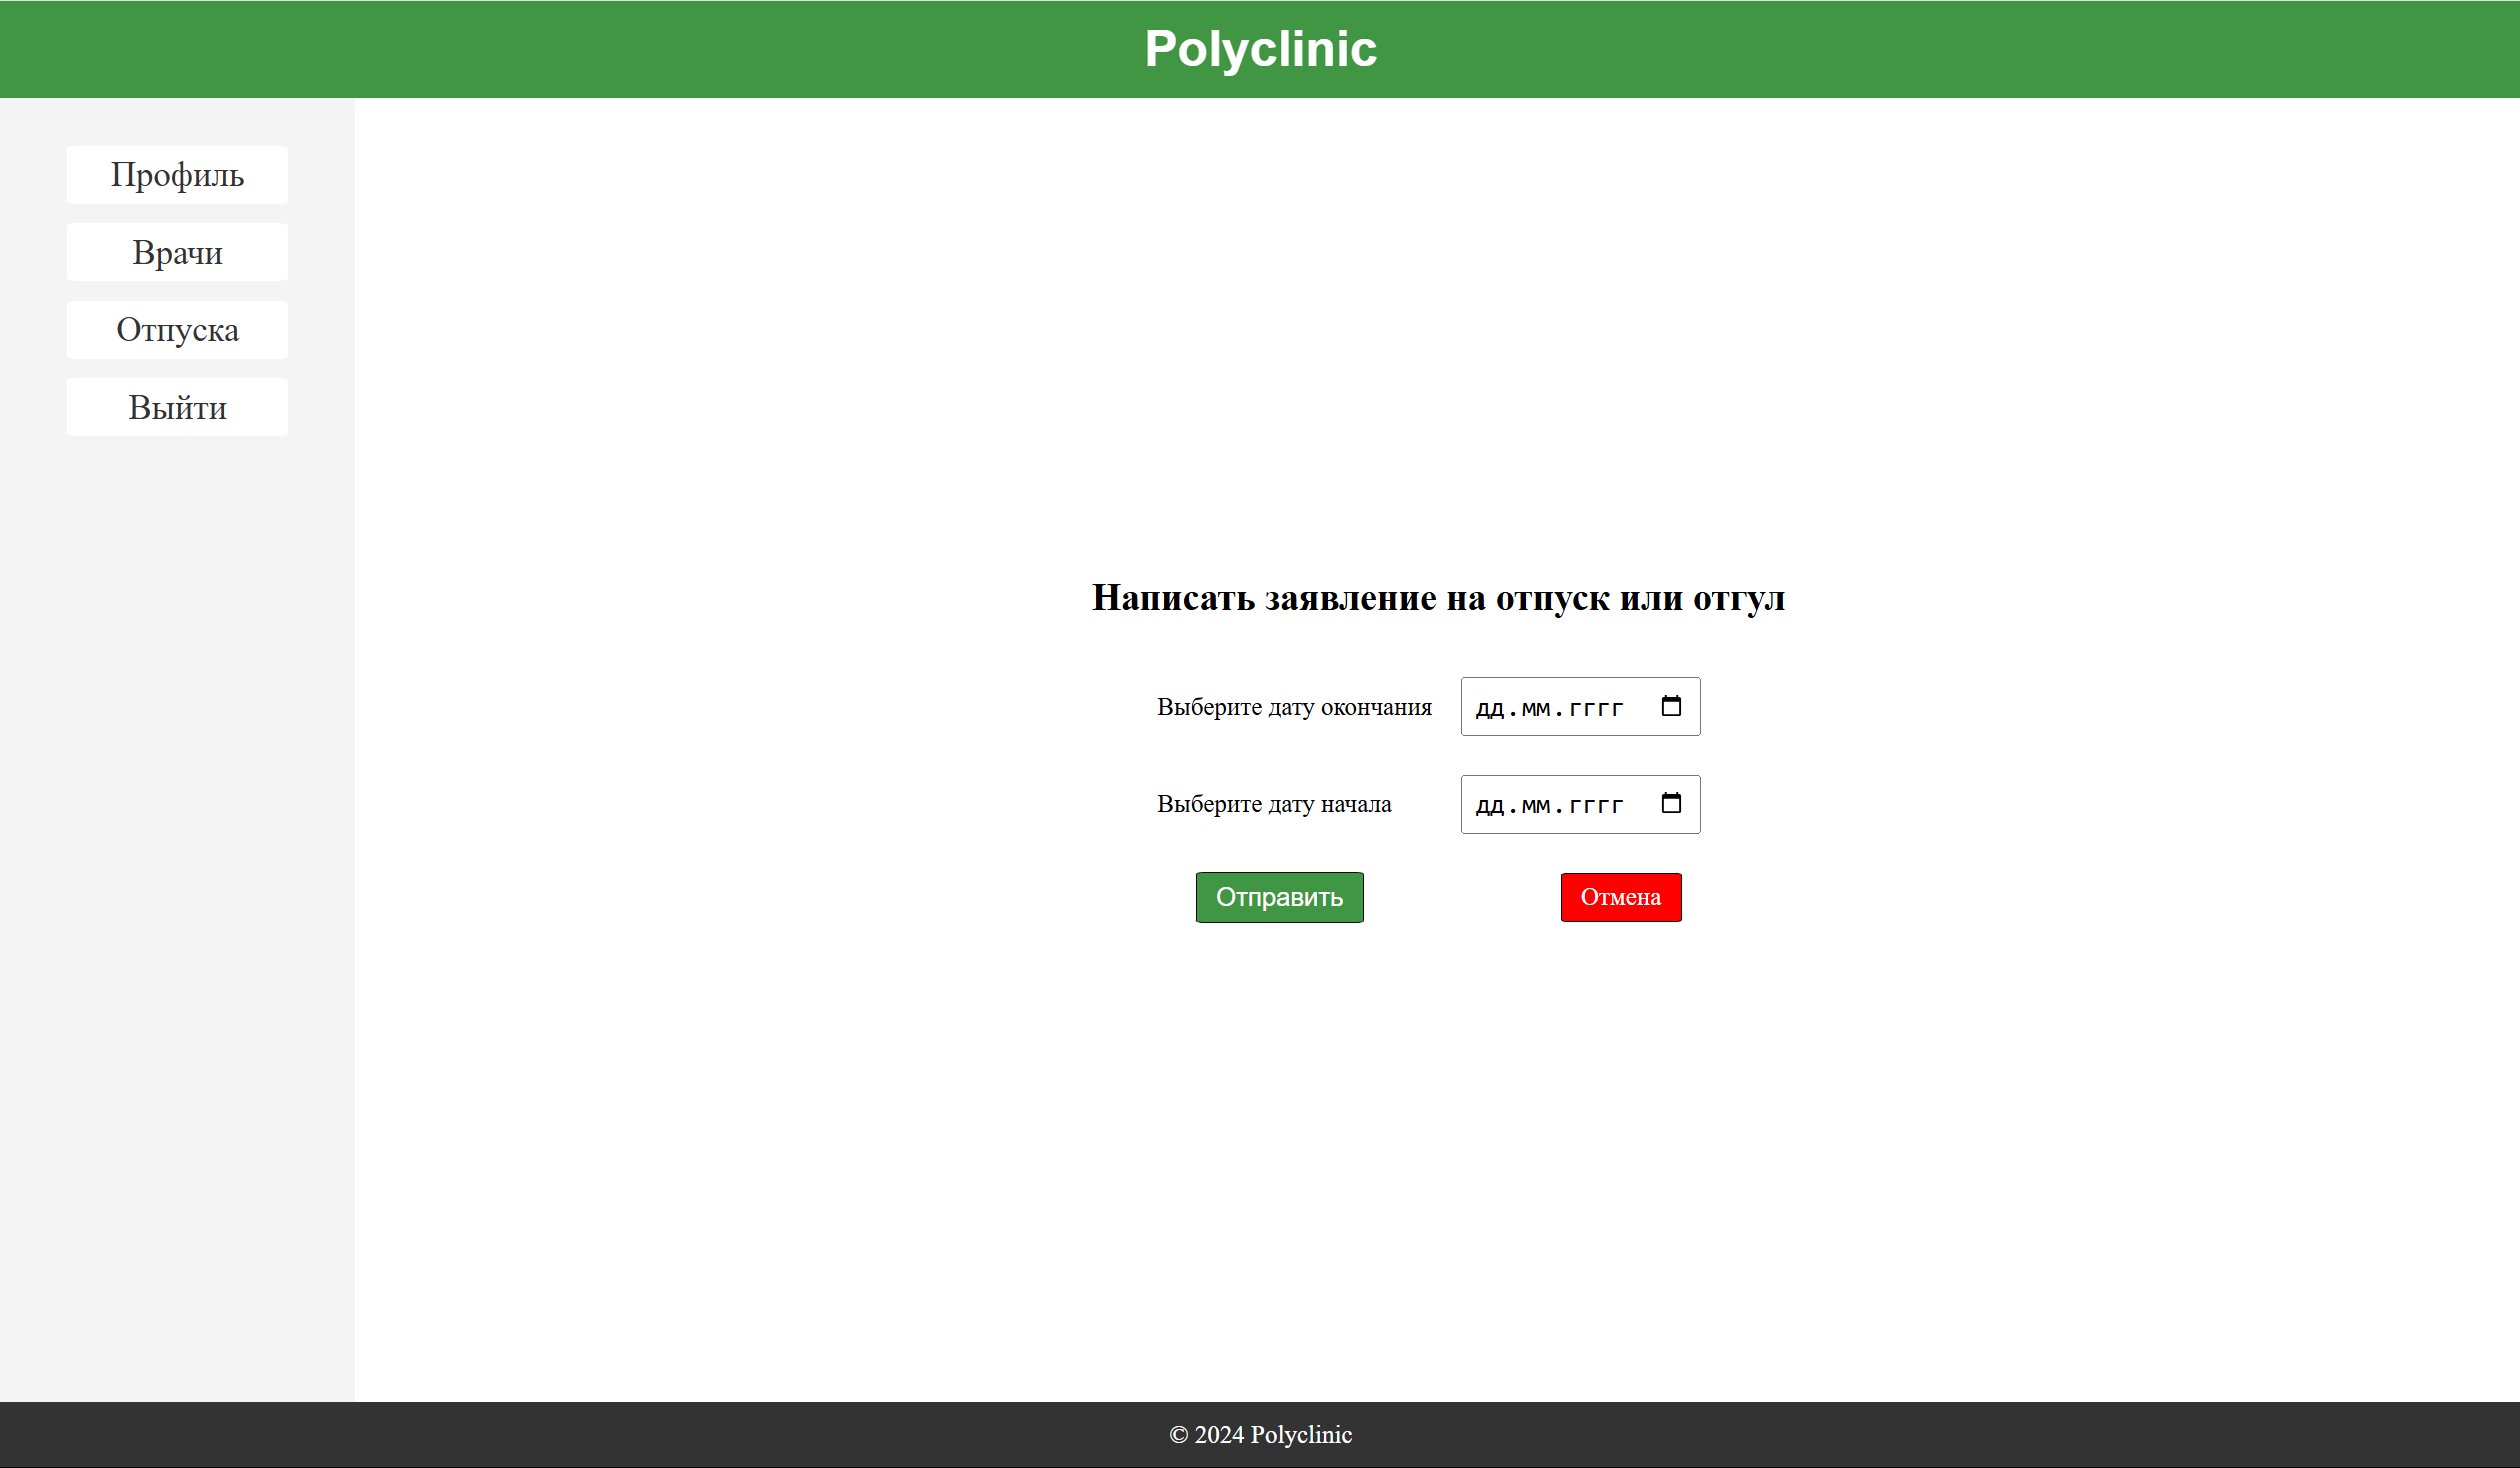 Polyclinic
Профиль
Врачи
Отпуска
Выйти
Написать заявление на отпуск или отгул
Выберите дату окончания дд.мм.гггг
Выберите дату начала дд.мм.гггг
Отправить Отмена
© 2024 Polyclinic